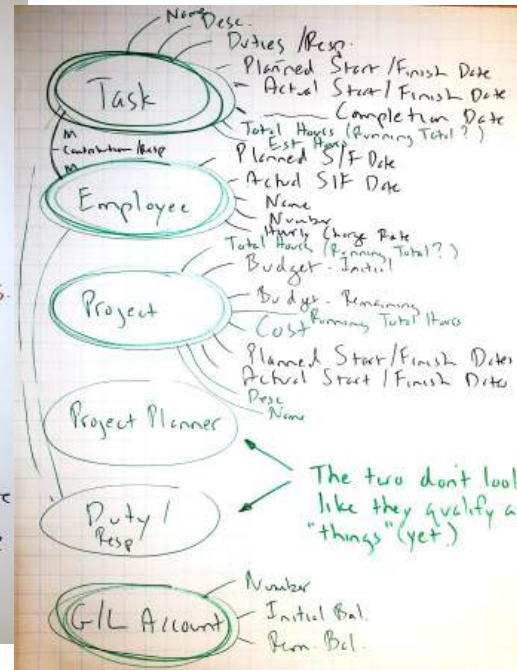 Name
Desc.
Duties /Resp.
Planned Start/Finish Date
Task
Actual Start/Finish Date
Completion Date
Total Hours (Running Total?)
Est Hours
M
Contribution/Resp
M
Planned S/F Date
Actual S/F Date
Employee
Name
Number
Hourly Charge Rate
Total Hours (Running Total?)
Budget - Initial
Project
Budget - Remaining
Cost
Running Total Hours
Planned Start/Finish Dates
Actual Start/Finish Dates
Desc
Name
Project Planner
The two don't look
like they qualify a
"things" (yet)
Duty/
Resp
Number
G/L Account
Initial Bal.
Rem. Bal.